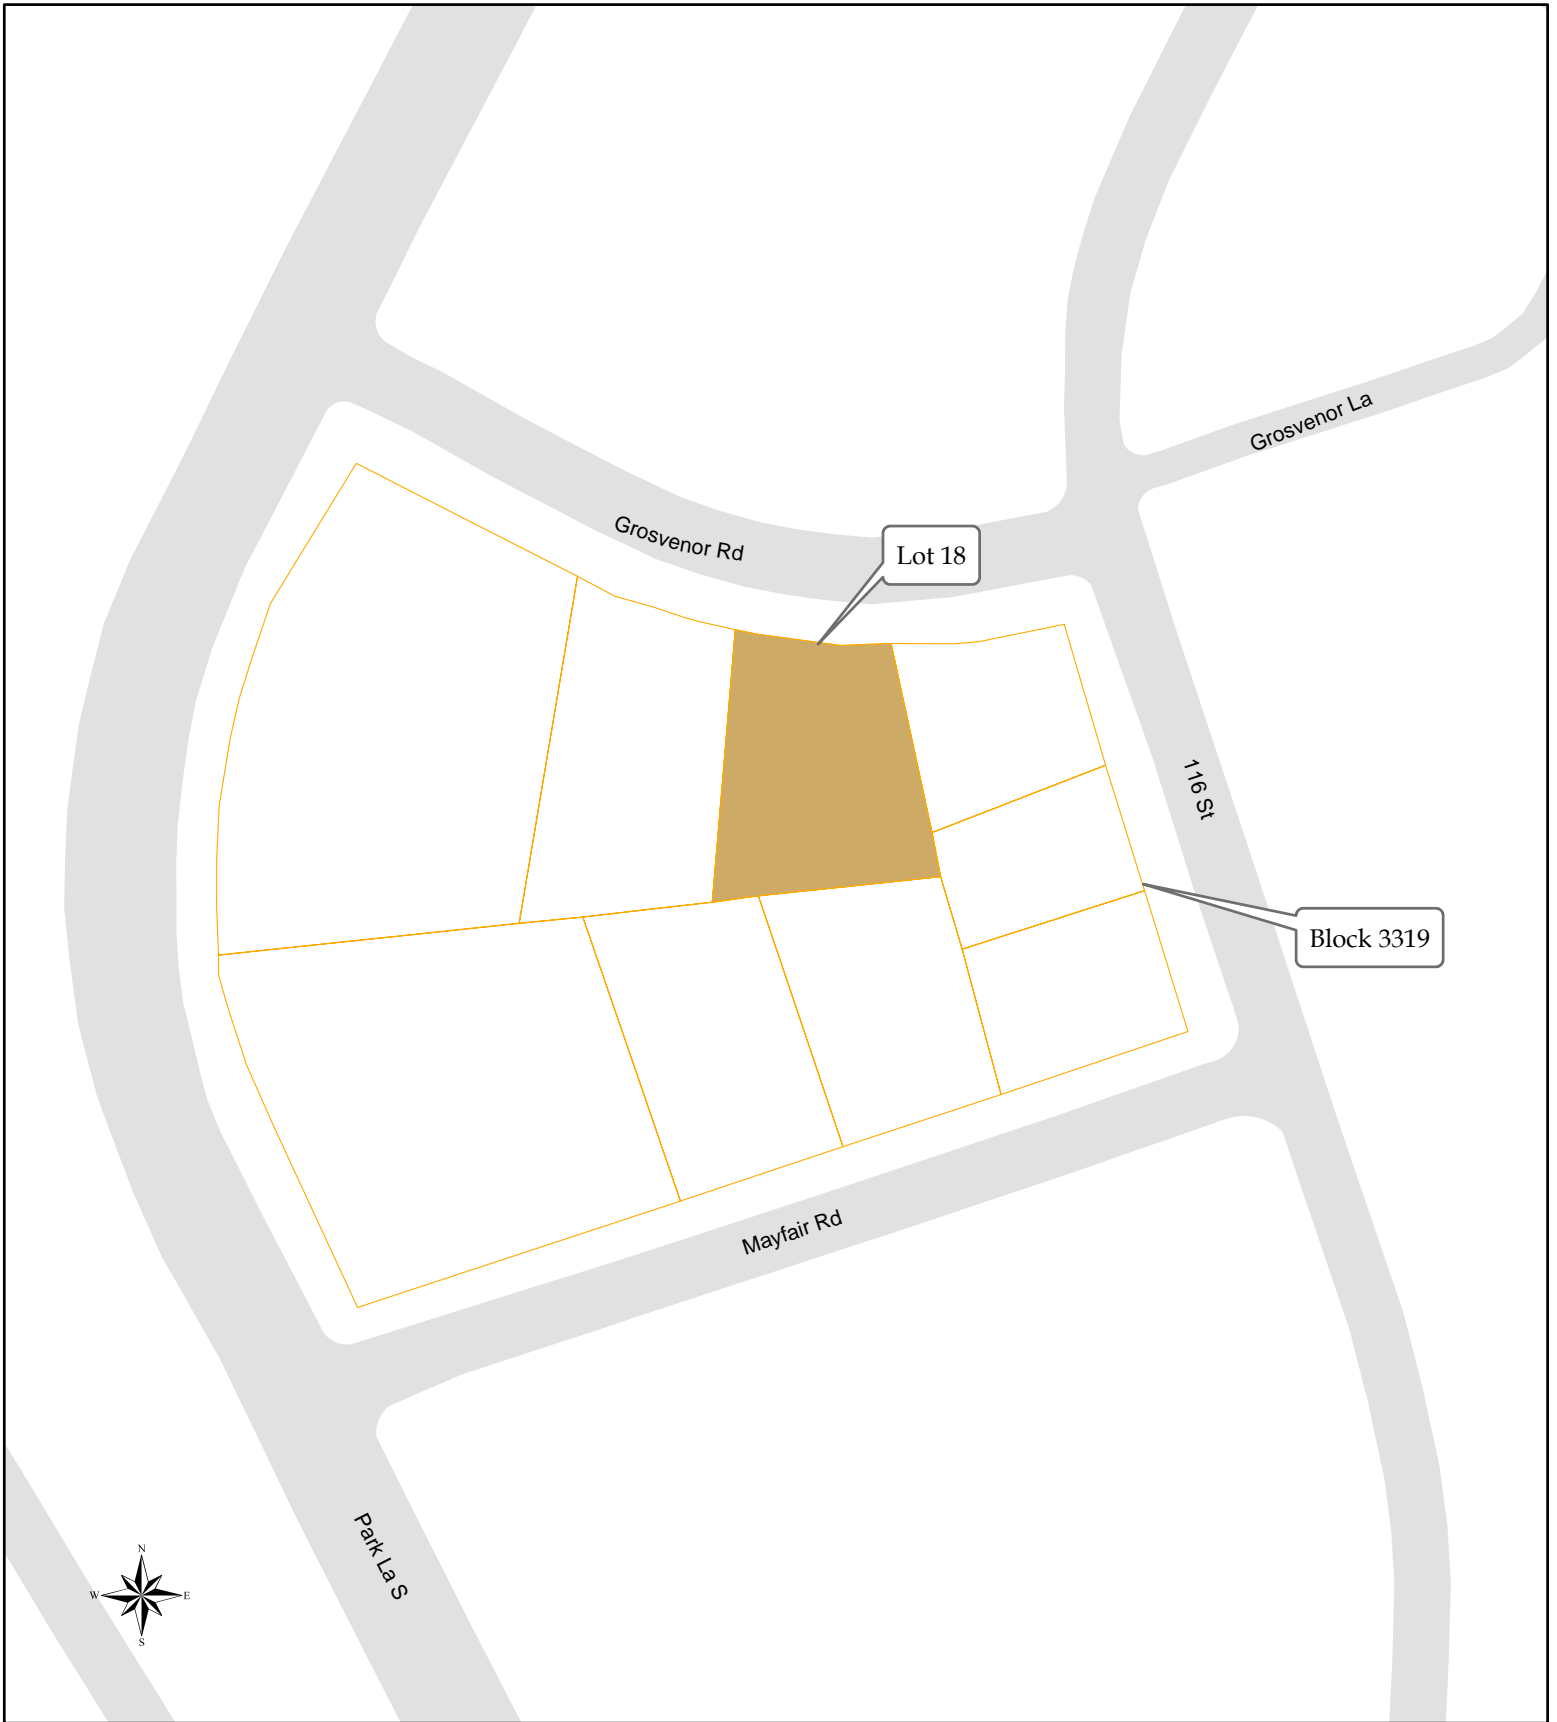 Grosvenor La
Grosvenor Rd
Lot 18
116 St
Block 3319
Mayfair Rd
Park La S
N
W
E
S